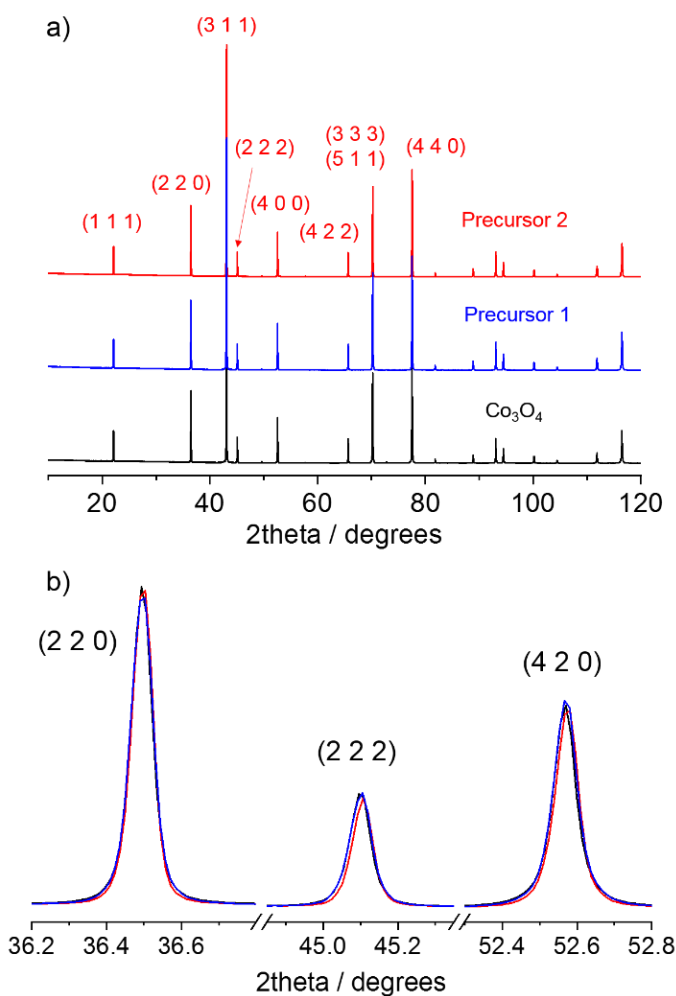 a)
(3 1 1)
(2 2 0)
(2 2 2)
(3 3 3)
(5 1 1)
(4 4 0)
(1 1 1)
(4 0 0)
(4 2 2)
Precursor 2
Precursor 1
Co₃O₄
20 40 60 80 100 120
2theta / degrees
b)
(2 2 0)
(2 2 2)
(4 2 0)
36.2 36.4 36.6 45.0 45.2 52.4 52.6 52.8
2theta / degrees